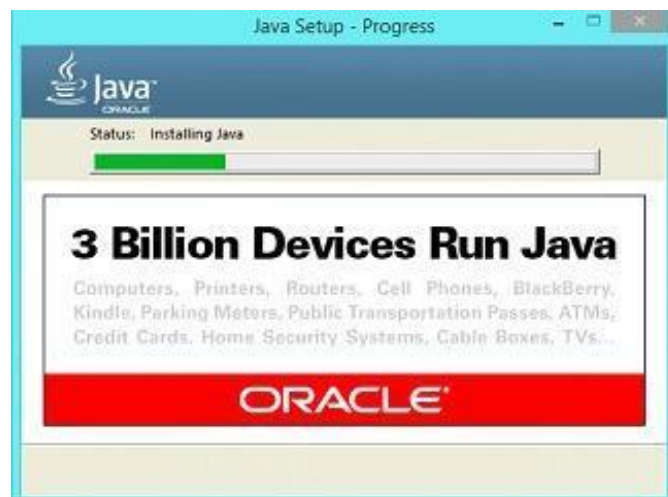 Java Setup - Progress
Java™
ORACLE
Status: Installing Java
3 Billion Devices Run Java
Computers, Printers, Routers, Cell Phones, BlackBerry,
Kindle, Parking Meters, Public Transportation Passes, ATMs,
Credit Cards, Home Security Systems, Cable Boxes, TVs...
ORACLE®